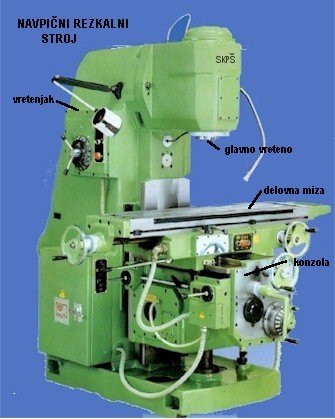 NAVPIČNI REZKALNI
STROJ
SKPŠ
vretenjak
glavno vreteno
delovna miza
konzola